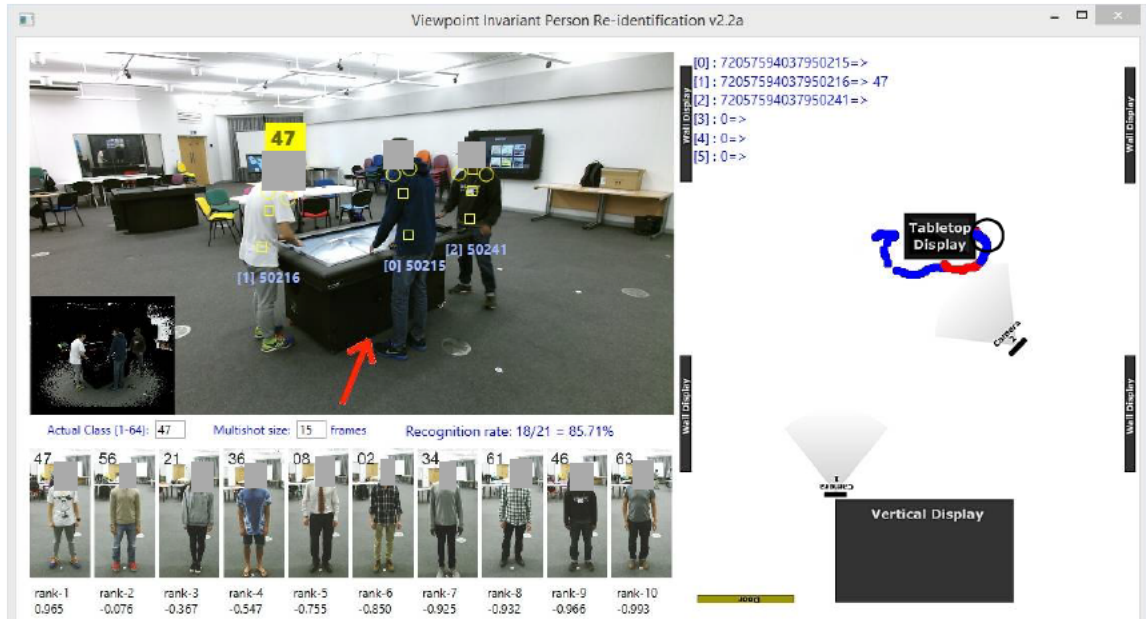 Viewpoint Invariant Person Re-identification v2.2a
47
[1] 50216
[0] 50215
[2] 50241
Actual Class (1-64): 47
Multishot size: 15 frames
Recognition rate: 18/21 = 85.71%
47 56 21 36 08 02 34 61 46 63
rank-1 rank-2 rank-3 rank-4 rank-5 rank-6 rank-7 rank-8 rank-9 rank-10
0.965 -0.076 -0.367 -0.547 -0.755 -0.850 -0.925 -0.932 -0.966 -0.993
[0] : 72057594037950215=>
[1] : 72057594037950216=> 47
[2] : 72057594037950241=>
[3] : 0=>
[4] : 0=>
[5] : 0=>
Wall Display
Wall Display
Tabletop
Display
Camera
2
Wall Display
Wall Display
Camera
1
Vertical Display
Door